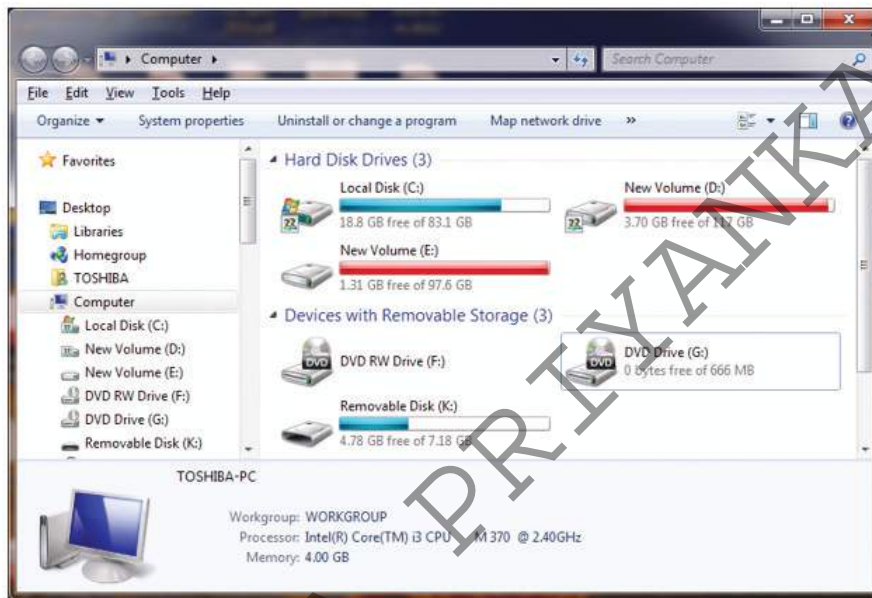 Computer
Search Computer
File Edit View Tools Help
Organize System properties Uninstall or change a program Map network drive »
Favorites
Desktop
Libraries
Homegroup
TOSHIBA
Computer
Local Disk (C:)
New Volume (D:)
New Volume (E:)
DVD RW Drive (F:)
DVD Drive (G:)
Removable Disk (K:)
Hard Disk Drives (3)
Local Disk (C:)
18.8 GB free of 83.1 GB
New Volume (D:)
3.70 GB free of 117 GB
New Volume (E:)
1.31 GB free of 97.6 GB
Devices with Removable Storage (3)
DVD RW Drive (F:)
DVD Drive (G:)
0 bytes free of 666 MB
Removable Disk (K:)
4.78 GB free of 7.18 GB
TOSHIBA-PC
Workgroup: WORKGROUP
Processor: Intel(R) Core(TM) i3 CPU M 370 @ 2.40GHz
Memory: 4.00 GB
PRIYANKA